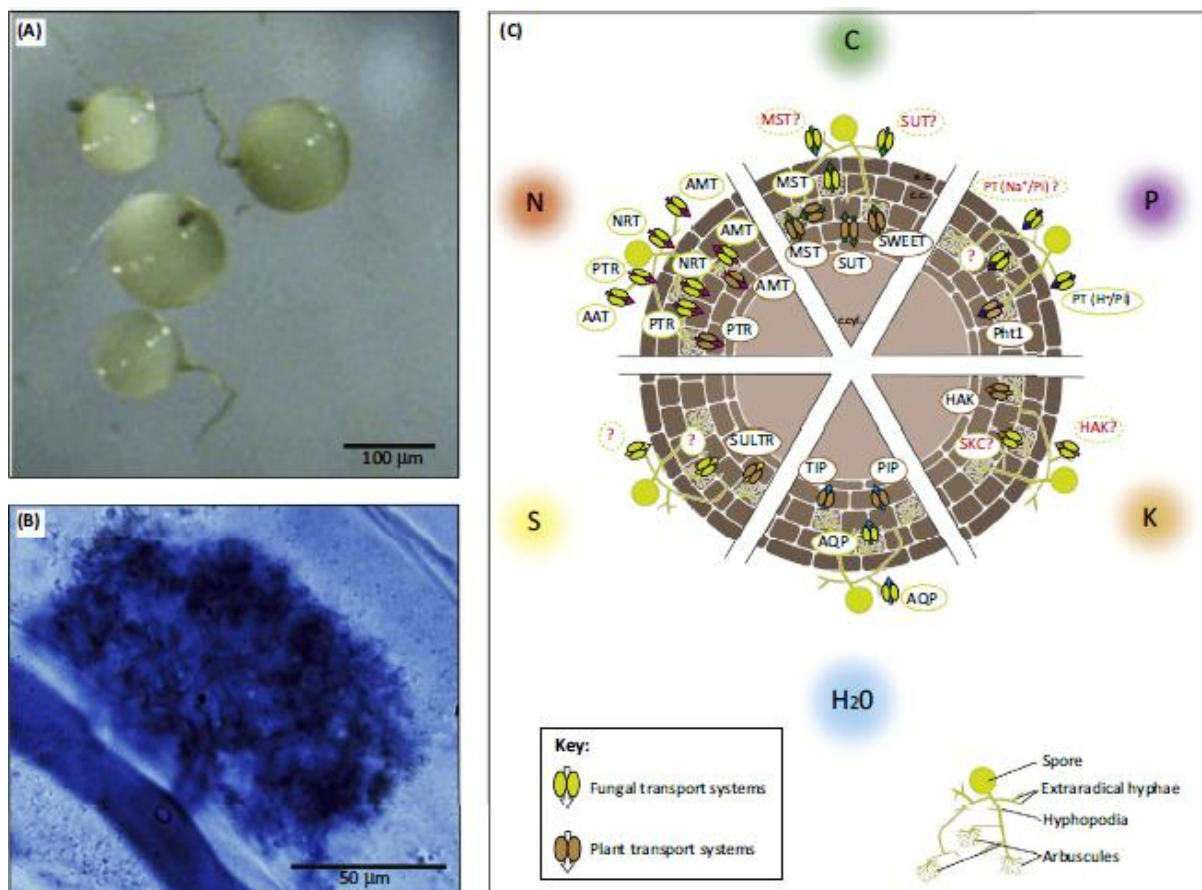 (A)
100 µm
(B)
50 µm
(C)
C
MST?
SUT?
MST
e.c.
c.c.
MST
SUT
SWEET
N
AMT
NRT
AMT
PTR
NRT
AMT
AAT
PTR
PTR
c.cyl.
P
PT (Na⁺/Pi) ?
?
PT (H⁺/Pi)
Pht1
S
?
?
SULTR
HAK
SKC?
HAK?
K
TIP
PIP
AQP
AQP
H₂0
Key:
Fungal transport systems
Plant transport systems
Spore
Extraradical hyphae
Hyphopodia
Arbuscules